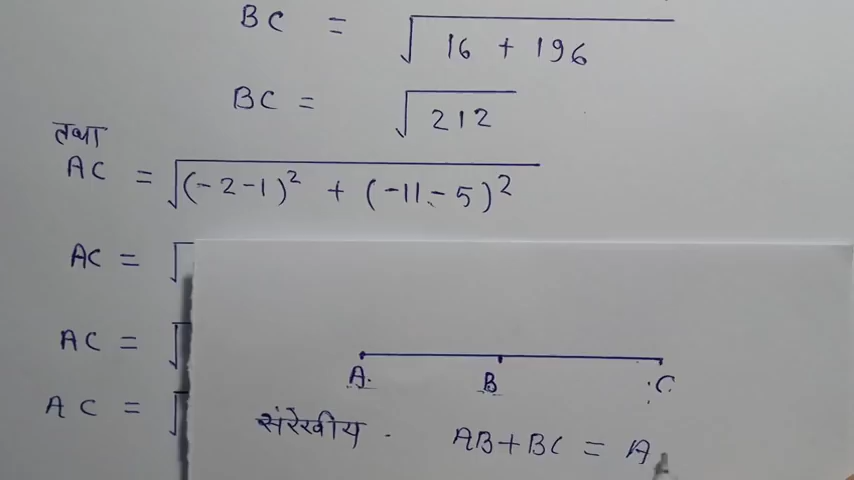 BC = √16 + 196
BC = √212
तथा
AC = √(-2-1)² + (-11-5)²
AC = √
AC = √
AC = √
A B C
संरेखीय. AB+BC = A